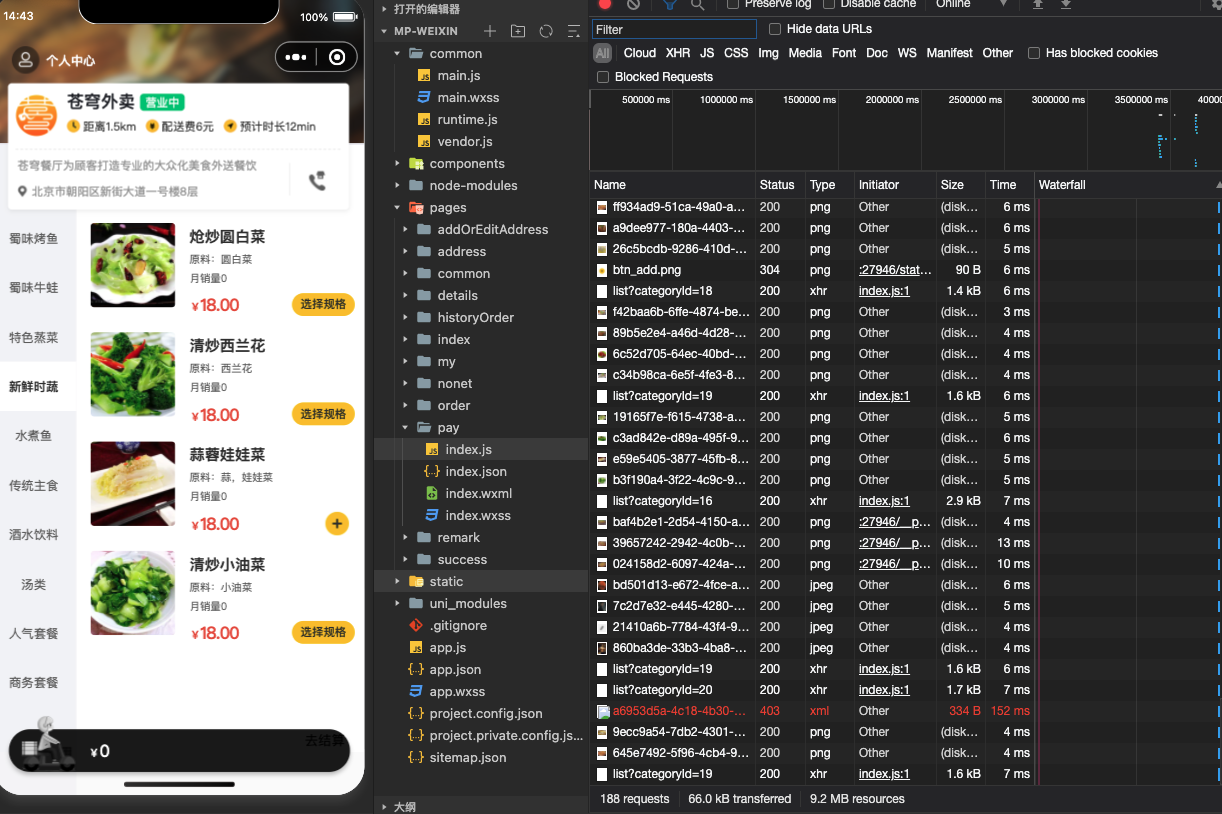 14:43
100%
个人中心
苍穹外卖 营业中
距离1.5km 配送费6元 预计时长12min
苍穹餐厅为顾客打造专业的大众化美食外送餐饮
北京市朝阳区新街大道一号楼8层
蜀味烤鱼
蜀味牛蛙
特色蒸菜
新鲜时蔬
水煮鱼
传统主食
酒水饮料
汤类
人气套餐
商务套餐
炝炒圆白菜
原料：圆白菜
月销量0
¥18.00 选择规格
清炒西兰花
原料：西兰花
月销量0
¥18.00 选择规格
蒜蓉娃娃菜
原料：蒜，娃娃菜
月销量0
¥18.00 +
清炒小油菜
原料：小油菜
月销量0
¥18.00 选择规格
¥0 去结算
打开的编辑器
MP-WEIXIN
common
main.js
main.wxss
runtime.js
vendor.js
components
node-modules
pages
addOrEditAddress
address
common
details
historyOrder
index
my
nonet
order
pay
index.js
index.json
index.wxml
index.wxss
remark
success
static
uni_modules
.gitignore
app.js
app.json
app.wxss
project.config.json
project.private.config.js...
sitemap.json
大纲
Preserve log Disable cache Online
Filter Hide data URLs
All Cloud XHR JS CSS Img Media Font Doc WS Manifest Other Has blocked cookies
Blocked Requests
500000 ms 1000000 ms 1500000 ms 2000000 ms 2500000 ms 3000000 ms 3500000 ms 40000
Name Status Type Initiator Size Time Waterfall
ff934ad9-51ca-49a0-a... 200 png Other (disk... 6 ms
a9dee977-180a-4403-... 200 png Other (disk... 6 ms
26c5bcdb-9286-410d-... 200 png Other (disk... 5 ms
btn_add.png 304 png :27946/stat... 90 B 6 ms
list?categoryId=18 200 xhr index.js:1 1.4 kB 6 ms
f42baa6b-6ffe-4874-be... 200 png Other (disk... 3 ms
89b5e2e4-a46d-4d28-... 200 png Other (disk... 4 ms
6c52d705-64ec-40bd-... 200 png Other (disk... 4 ms
c34b98ca-6e5f-4fe3-8... 200 png Other (disk... 4 ms
list?categoryId=19 200 xhr index.js:1 1.6 kB 6 ms
19165f7e-f615-4738-a... 200 png Other (disk... 5 ms
c3ad842e-d89a-495f-9... 200 png Other (disk... 4 ms
e59e5405-3877-45fb-8... 200 png Other (disk... 5 ms
b3f190a4-3f22-4c9c-9... 200 png Other (disk... 5 ms
list?categoryId=16 200 xhr index.js:1 2.9 kB 7 ms
baf4b2e1-2d54-4150-a... 200 png :27946/__p... (disk... 4 ms
39657242-2942-4c0b-... 200 png :27946/__p... (disk... 13 ms
024158d2-6097-424a-... 200 png :27946/__p... (disk... 10 ms
bd501d13-e672-4fce-a... 200 jpeg Other (disk... 6 ms
7c2d7e32-e445-4280-... 200 jpeg Other (disk... 5 ms
21410a6b-7784-43f4-9... 200 jpeg Other (disk... 4 ms
860ba3de-33b3-4ba8-... 200 jpeg Other (disk... 4 ms
list?categoryId=19 200 xhr index.js:1 1.6 kB 6 ms
list?categoryId=20 200 xhr index.js:1 1.7 kB 7 ms
a6953d5a-4c18-4b30-... 403 xml Other 334 B 152 ms
9ecc9a54-7db2-4301-... 200 png Other (disk... 4 ms
645e7492-5f96-4cb4-9... 200 png Other (disk... 4 ms
list?categoryId=19 200 xhr index.js:1 1.6 kB 7 ms
188 requests 66.0 kB transferred 9.2 MB resources